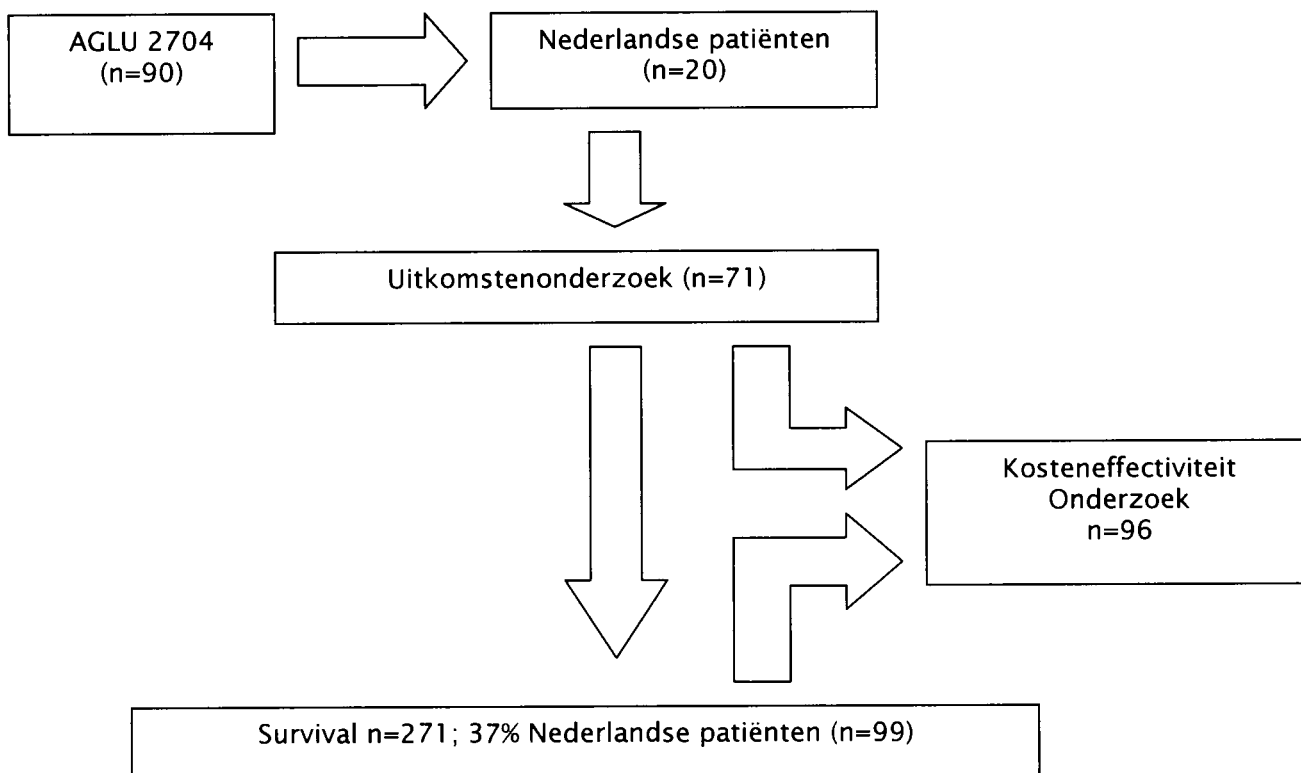 AGLU 2704
(n=90)
Nederlandse patiënten
(n=20)
Uitkomstenonderzoek (n=71)
Kosteneffectiviteit
Onderzoek
n=96
Survival n=271; 37% Nederlandse patiënten (n=99)